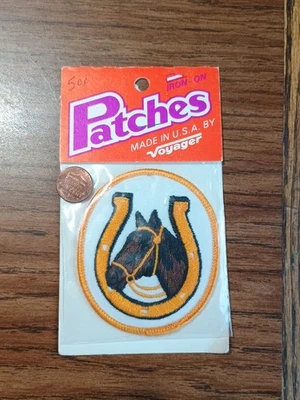 50¢
IRON-ON
Patches
MADE IN U.S.A. BY
Voyager